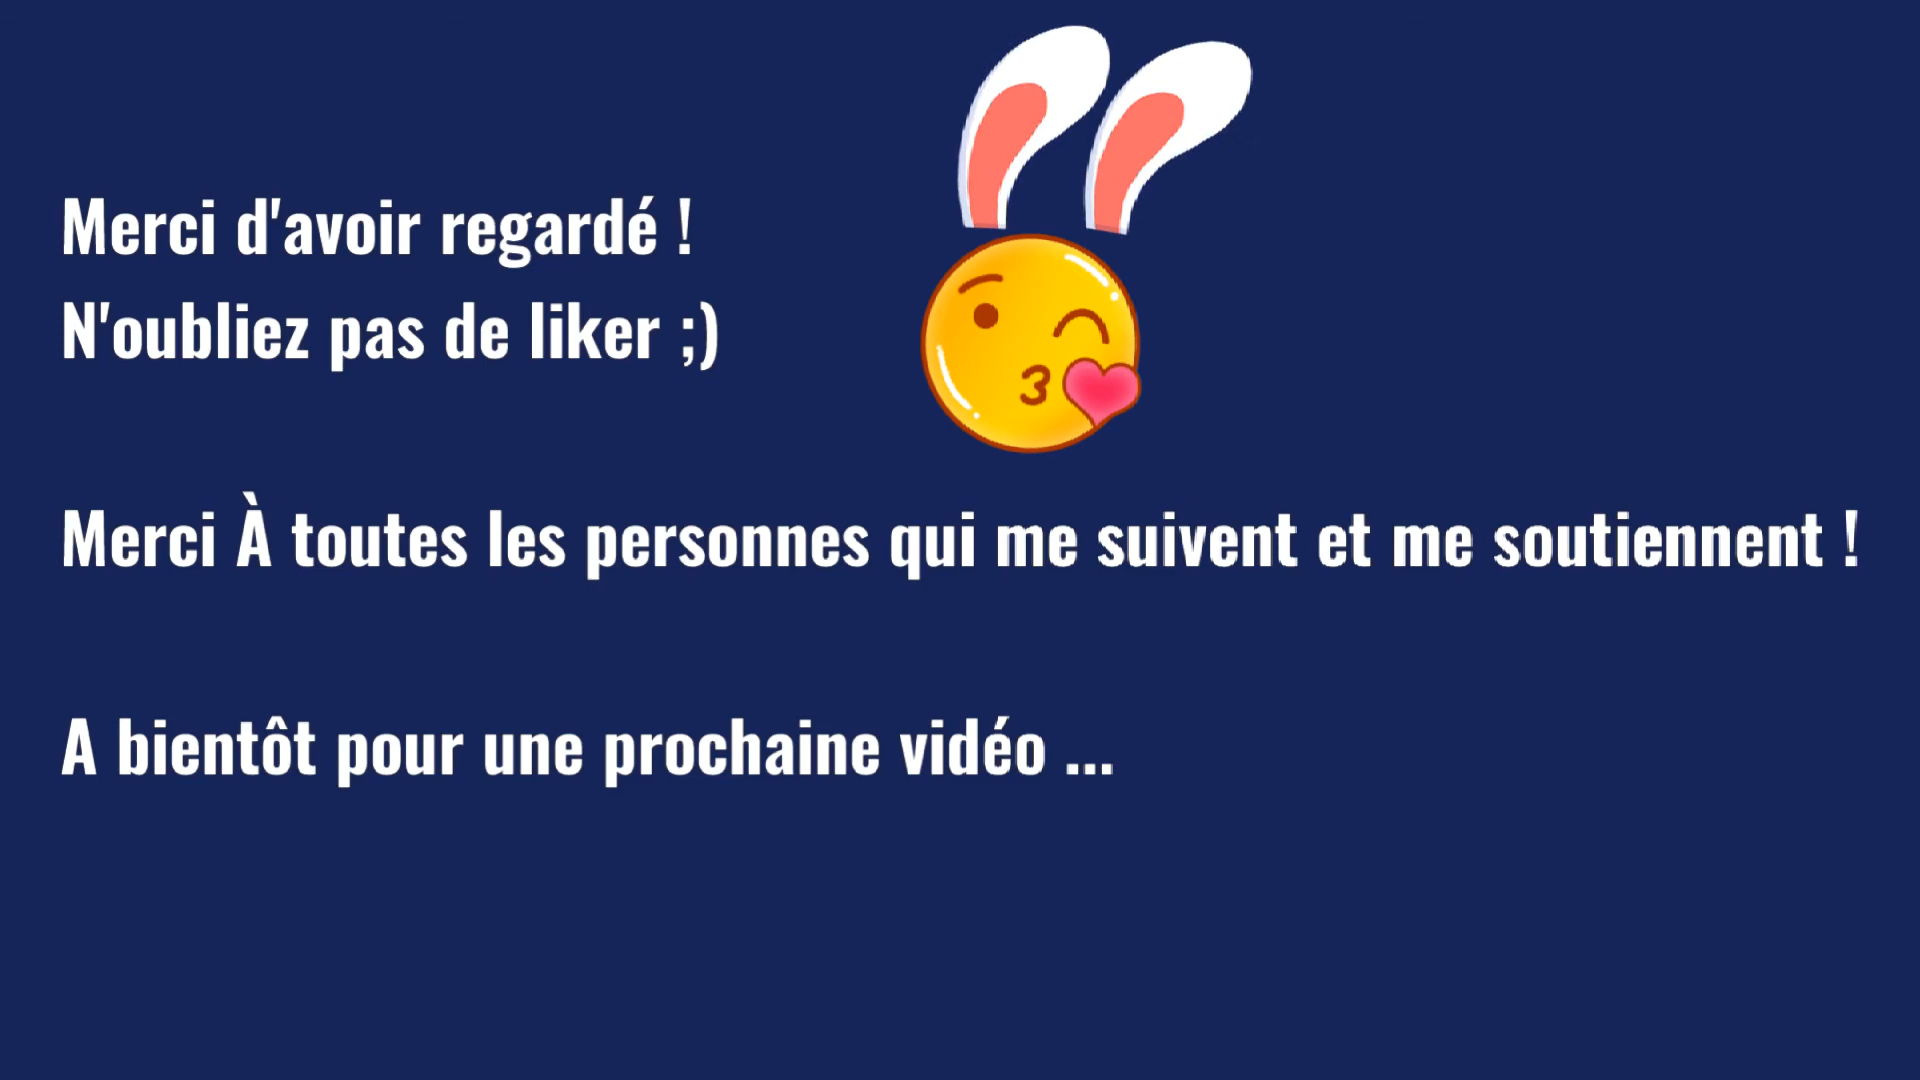 Merci d'avoir regardé !
N'oubliez pas de liker ;)
Merci À toutes les personnes qui me suivent et me soutiennent !
A bientôt pour une prochaine vidéo ...